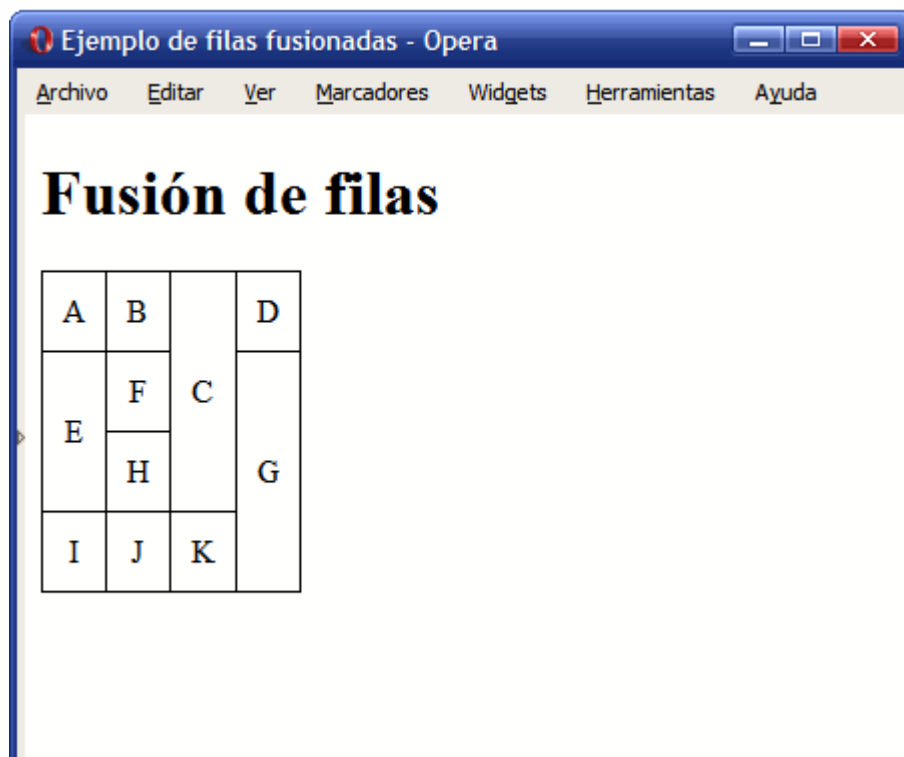 Ejemplo de filas fusionadas - Opera
Archivo Editar Ver Marcadores Widgets Herramientas Ayuda
Fusión de filas
A B D
F C
E
H G
I J K